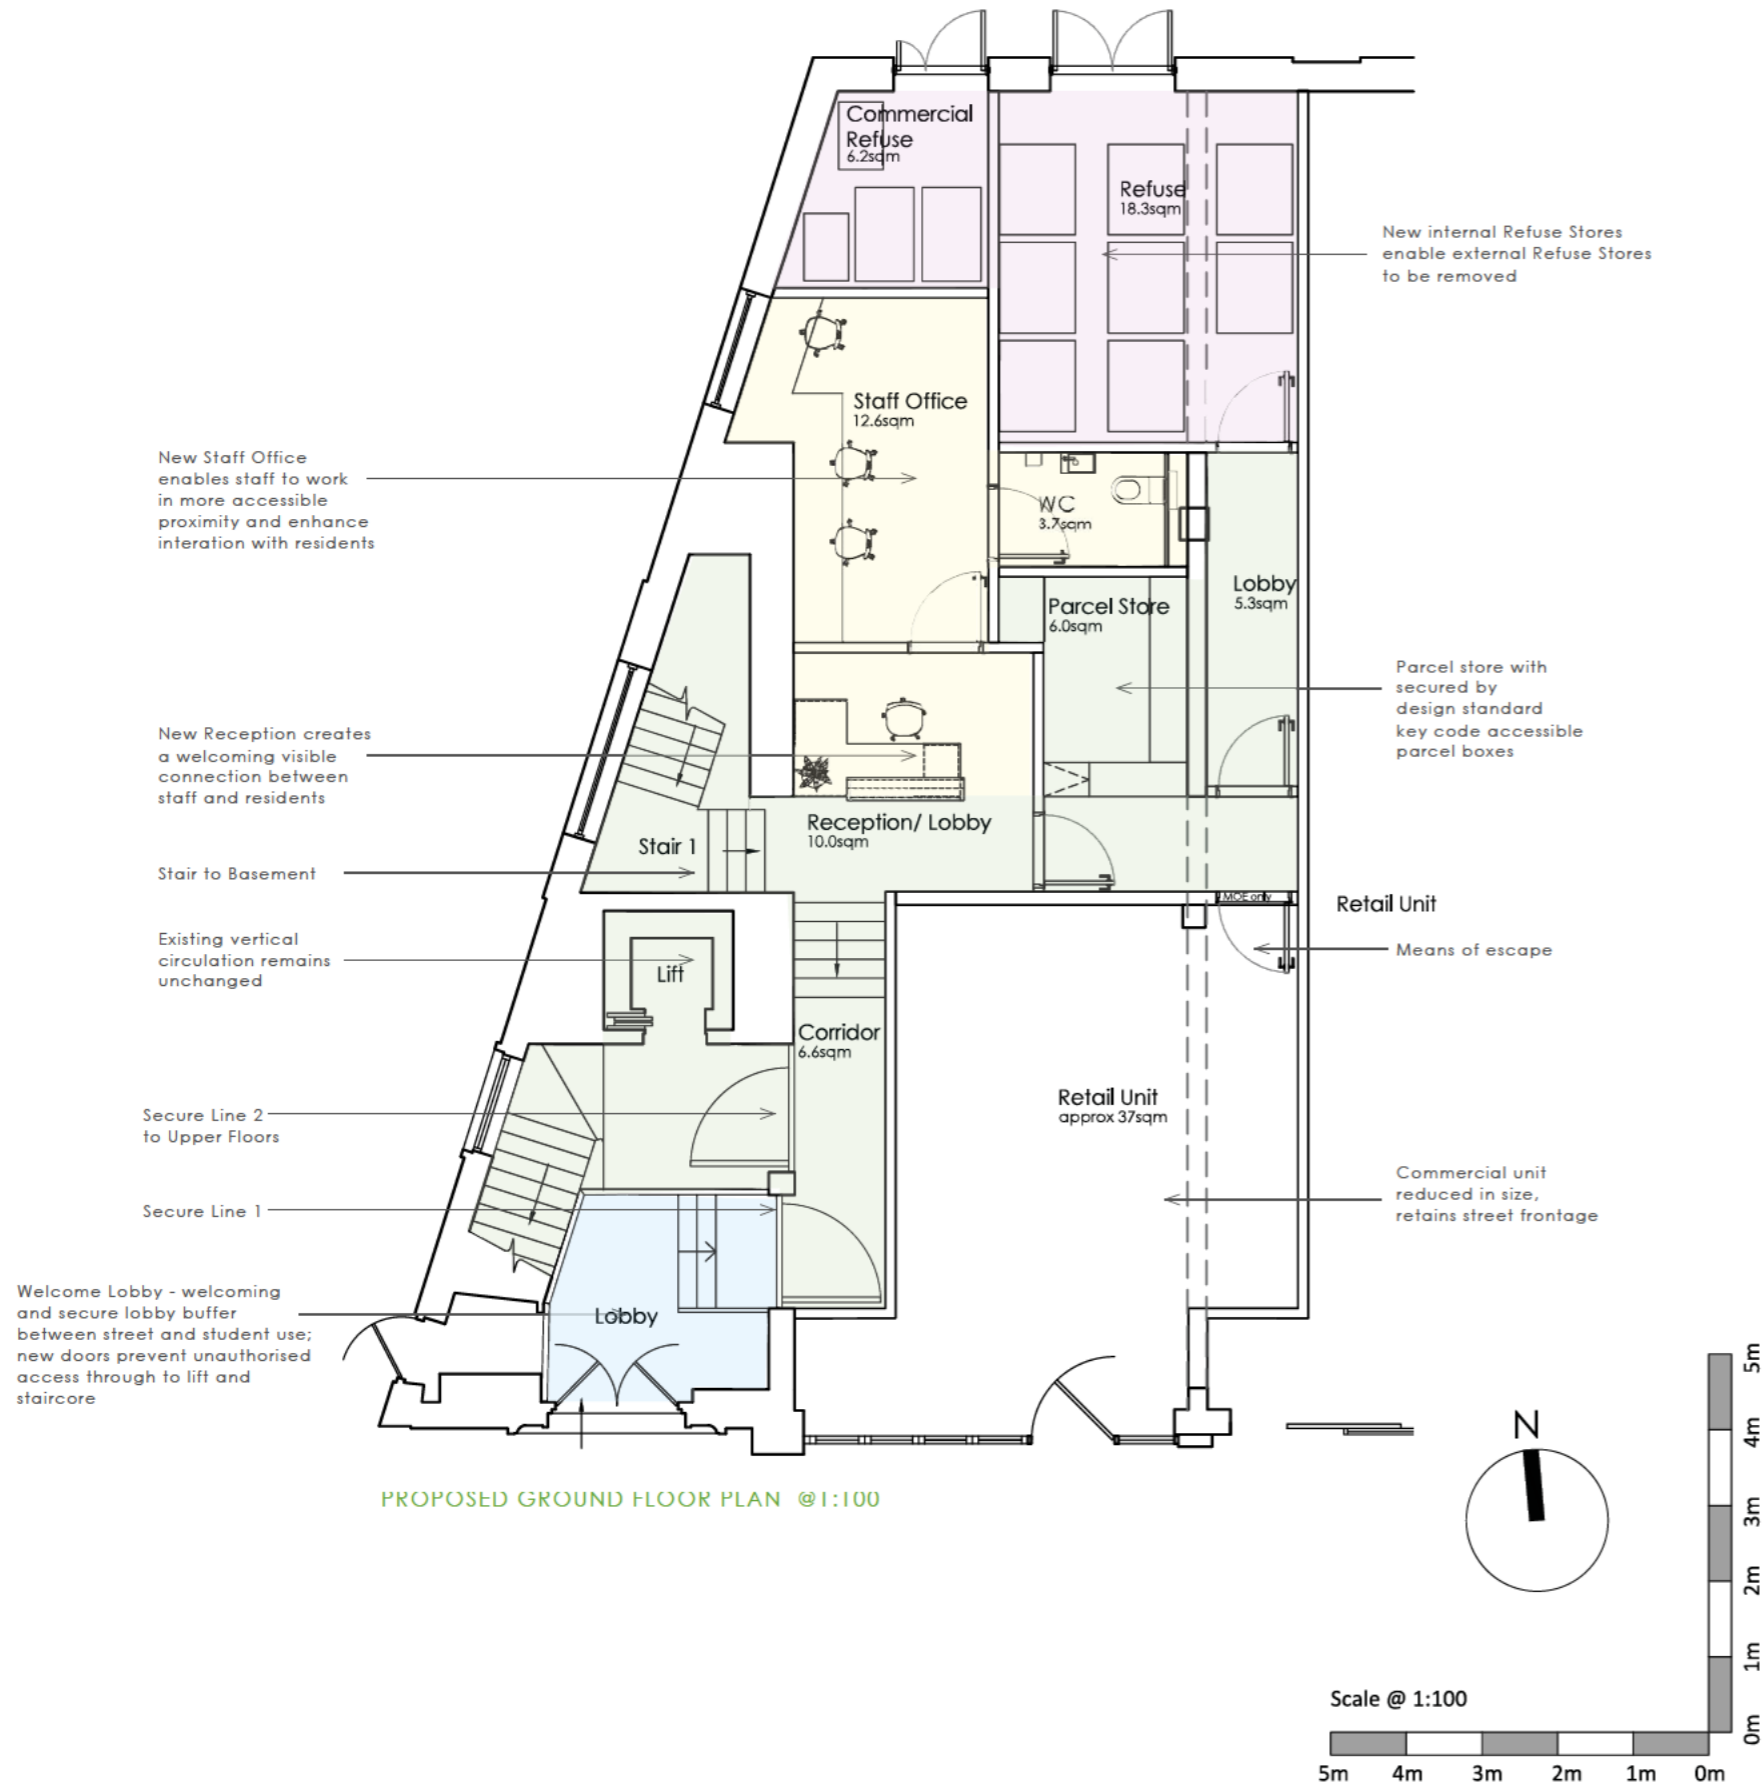 Commercial
Refuse
6.2sqm
Refuse
18.3sqm
New internal Refuse Stores
enable external Refuse Stores
to be removed
Staff Office
12.6sqm
New Staff Office
enables staff to work
in more accessible
proximity and enhance
interation with residents
WC
3.7sqm
Lobby
5.3sqm
Parcel Store
6.0sqm
Parcel store with
secured by
design standard
key code accessible
parcel boxes
New Reception creates
a welcoming visible
connection between
staff and residents
Reception/ Lobby
10.0sqm
Stair 1
Stair to Basement
MOE only
Retail Unit
Means of escape
Existing vertical
circulation remains
unchanged
Lift
Corridor
6.6sqm
Retail Unit
approx 37sqm
Secure Line 2
to Upper Floors
Commercial unit
reduced in size,
retains street frontage
Secure Line 1
Welcome Lobby - welcoming
and secure lobby buffer
between street and student use;
new doors prevent unauthorised
access through to lift and
staircore
Lobby
PROPOSED GROUND FLOOR PLAN @1:100
N
5m
4m
3m
2m
1m
0m
Scale @ 1:100
5m 4m 3m 2m 1m 0m